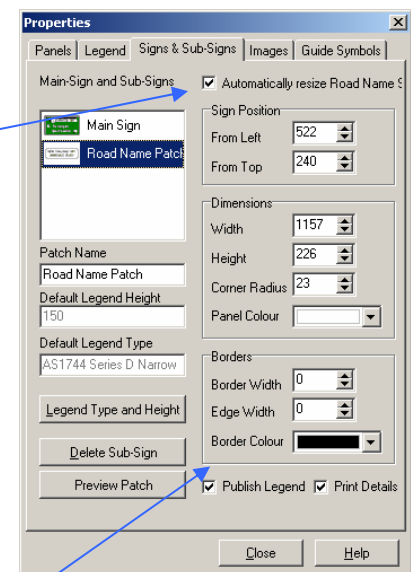 Properties
Panels Legend Signs & Sub-Signs Images Guide Symbols
Main-Sign and Sub-Signs
Automatically resize Road Name S
Main Sign
Road Name Patch
Sign Position
From Left 522
From Top 240
Dimensions
Width 1157
Height 226
Corner Radius 23
Panel Colour
Patch Name
Road Name Patch
Default Legend Height
150
Default Legend Type
AS1744 Series D Narrow
Legend Type and Height
Delete Sub-Sign
Preview Patch
Borders
Border Width 0
Edge Width 0
Border Colour
Publish Legend Print Details
Close Help